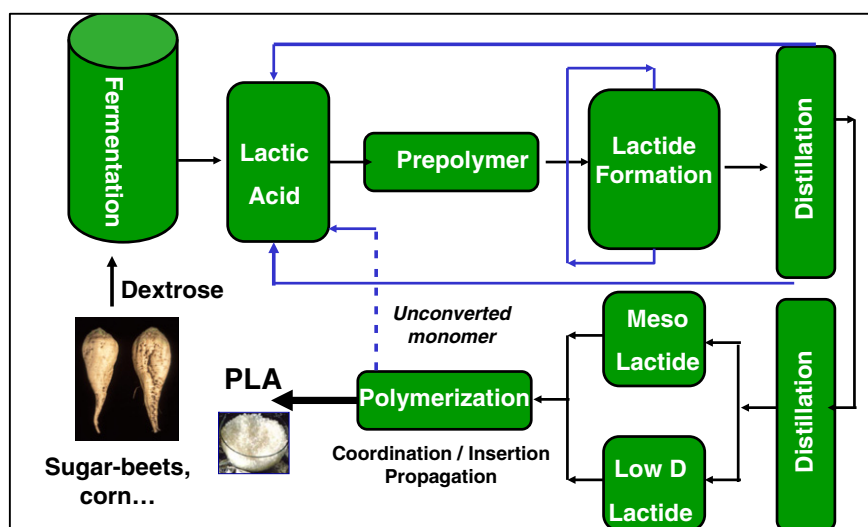 Fermentation
Lactic
Acid
Prepolymer
Lactide
Formation
Distillation
Dextrose
Unconverted
monomer
Meso
Lactide
Distillation
PLA
Polymerization
Coordination / Insertion
Propagation
Low D
Lactide
Sugar-beets,
corn…